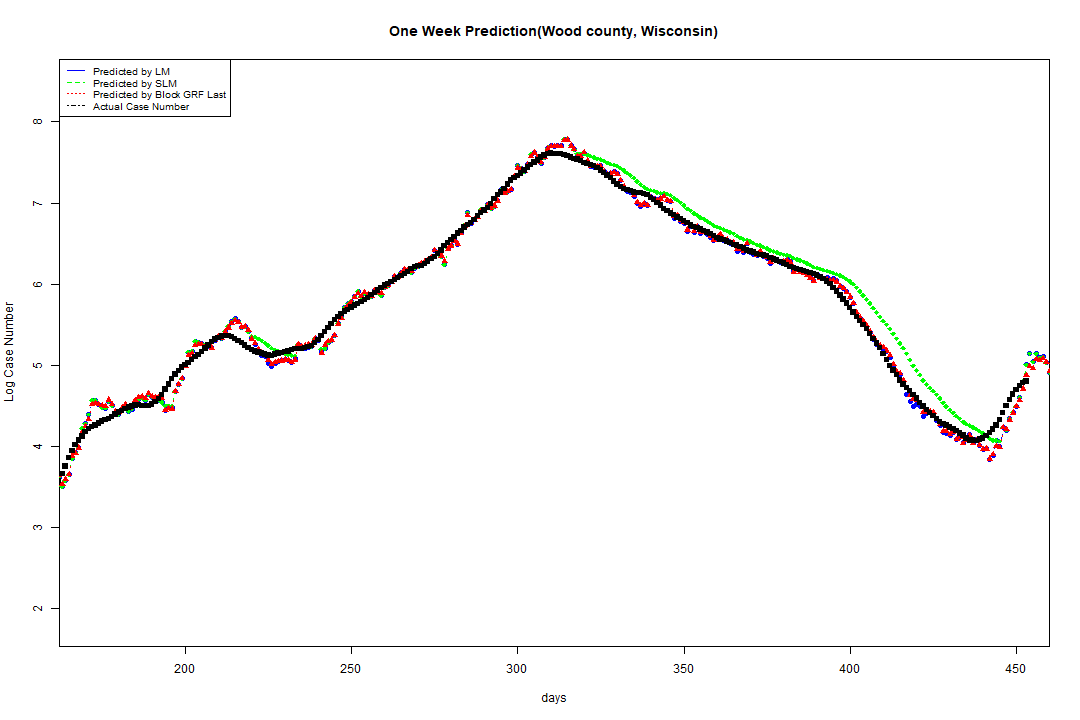 One Week Prediction(Wood county, Wisconsin)
Predicted by LM
Predicted by SLM
Predicted by Block GRF Last
Actual Case Number
Log Case Number
8
7
6
5
4
3
2
200 250 300 350 400 450
days